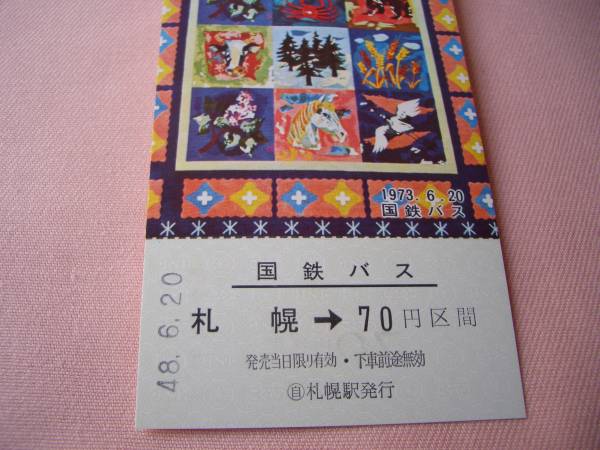 1973.6.20
国鉄バス
国鉄バス
札幌→70円区間
発売当日限り有効・下車前途無効
自札幌駅発行
48.6.20